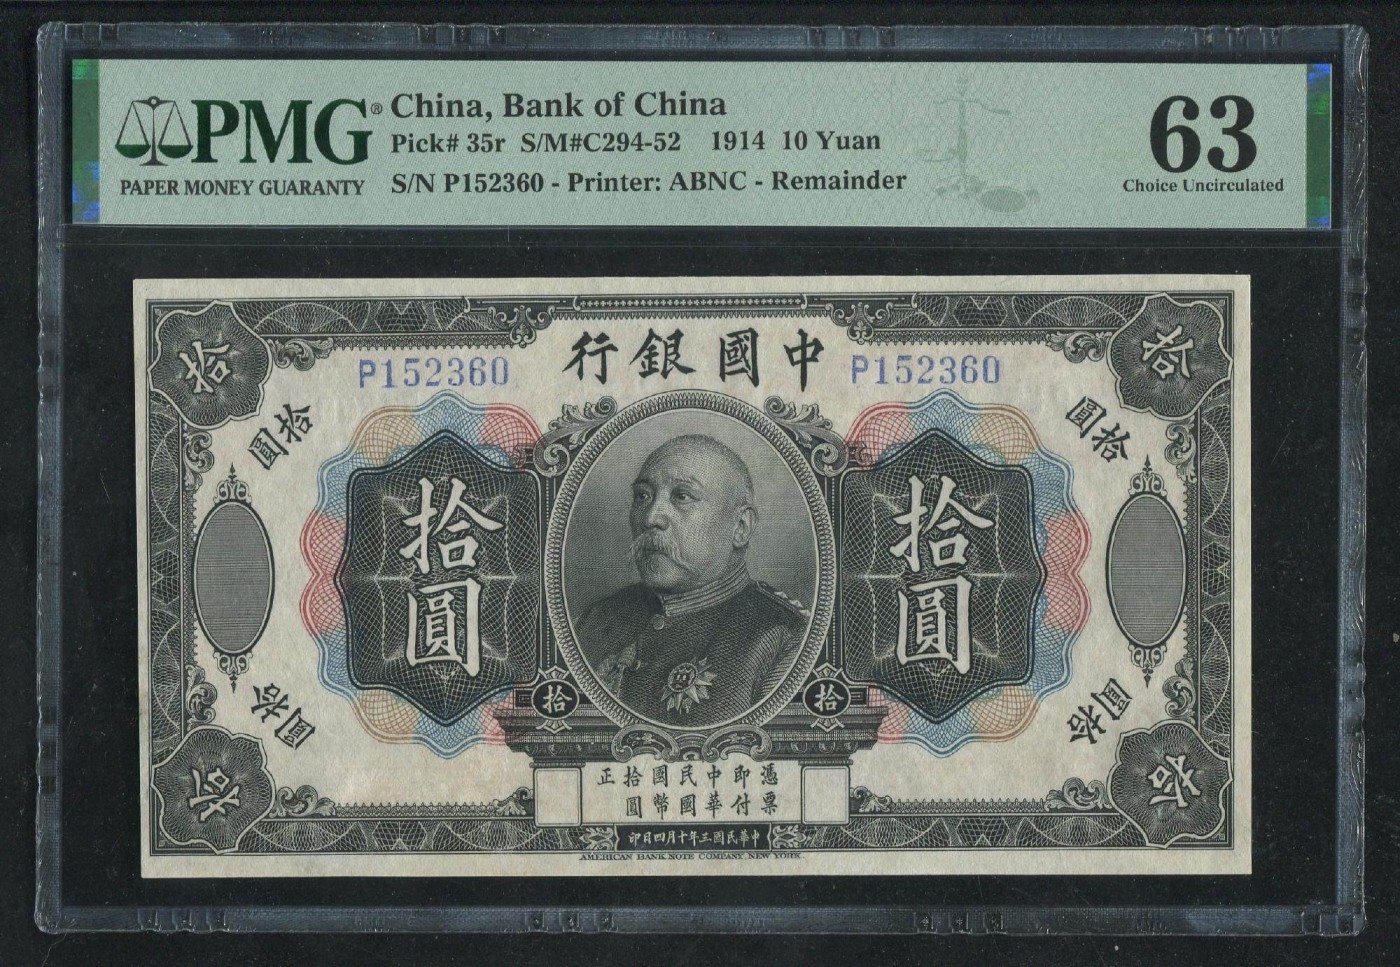 PMG®
PAPER MONEY GUARANTY
China, Bank of China
Pick# 35r S/M#C294-52 1914 10 Yuan
S/N P152360 - Printer: ABNC - Remainder
63
Choice Uncirculated
拾
拾
中國銀行
P152360
P152360
拾圓
拾圓
拾圓
拾圓
拾
拾
拾圓
拾圓
憑票即付中華民國國幣拾圓正
拾
拾
中華民國三年十月四日印
AMERICAN BANK NOTE COMPANY, NEW YORK.